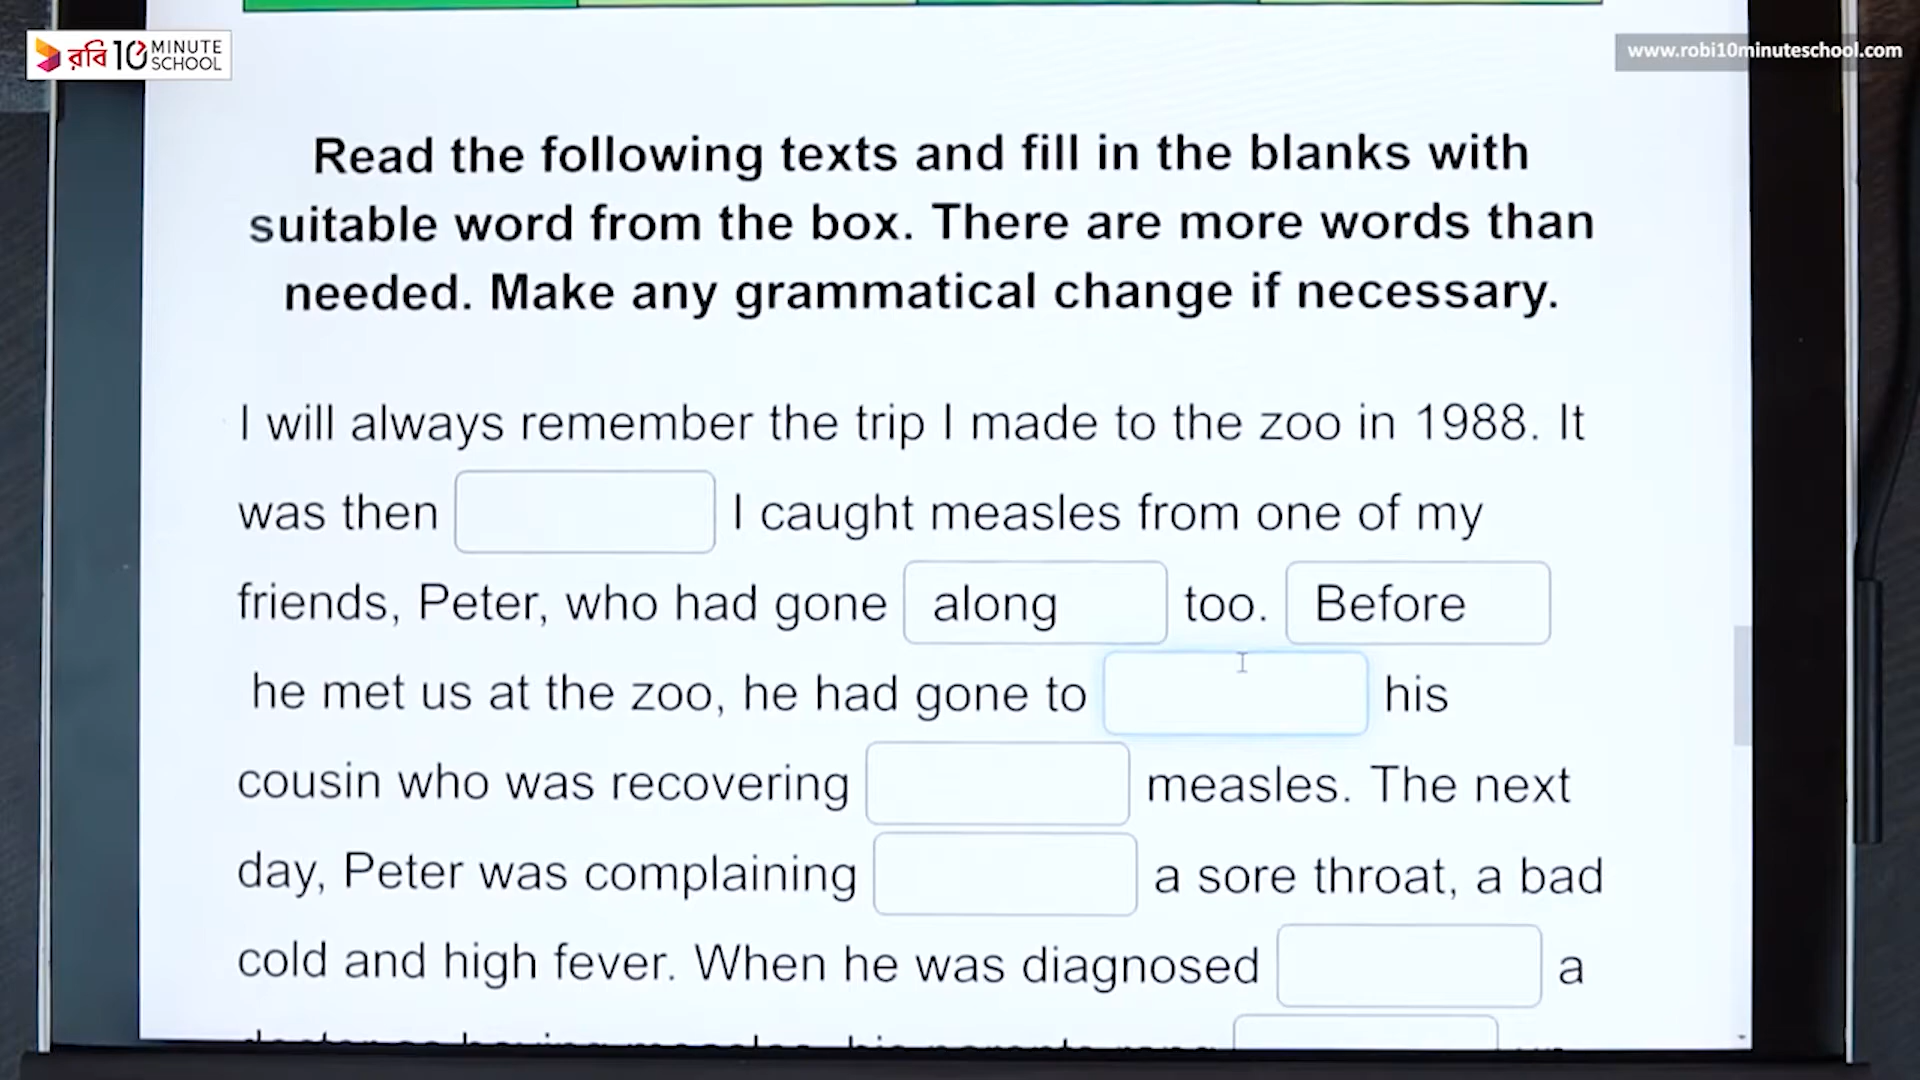 রবি 10 MINUTE SCHOOL
www.robi10minuteschool.com
Read the following texts and fill in the blanks with
suitable word from the box. There are more words than
needed. Make any grammatical change if necessary.
I will always remember the trip I made to the zoo in 1988. It
was then I caught measles from one of my
friends, Peter, who had gone along too. Before
he met us at the zoo, he had gone to his
cousin who was recovering measles. The next
day, Peter was complaining a sore throat, a bad
cold and high fever. When he was diagnosed a